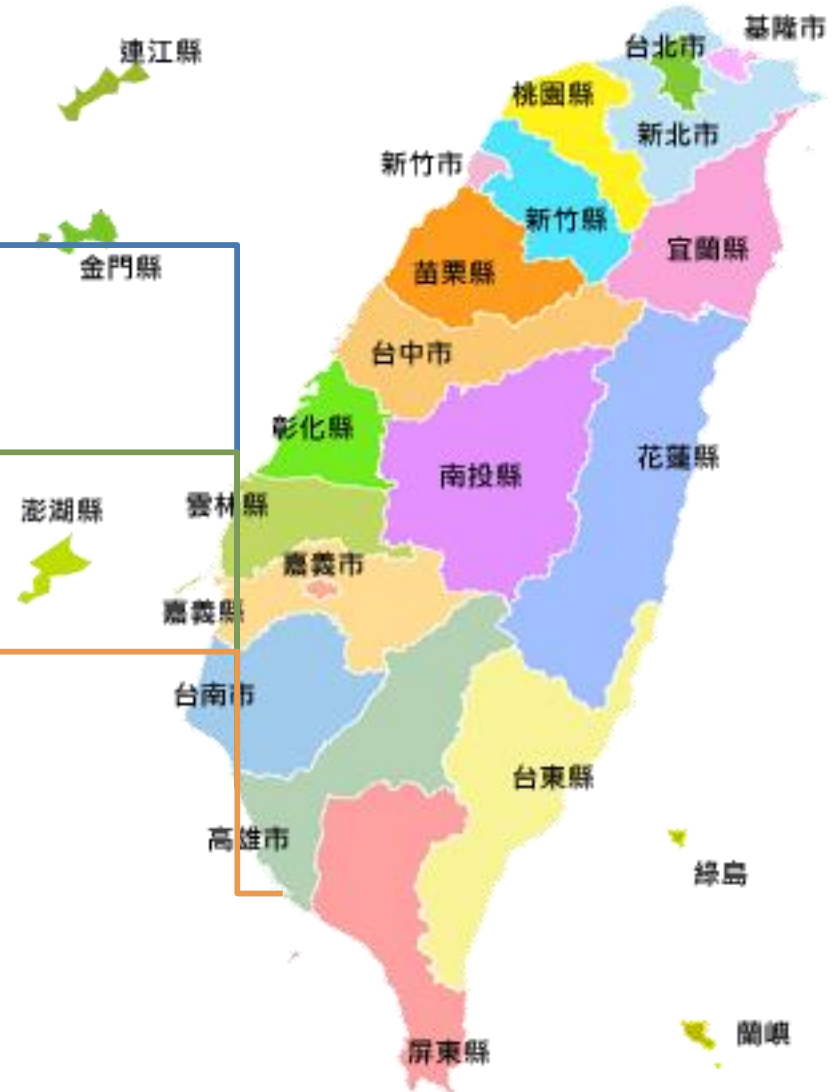 基隆市
台北市
連江縣
桃園縣
新北市
新竹市
新竹縣
宜蘭縣
金門縣
苗栗縣
台中市
彰化縣
花蓮縣
南投縣
雲林縣
澎湖縣
嘉義市
嘉義縣
台南市
台東縣
高雄市
綠島
蘭嶼
屏東縣